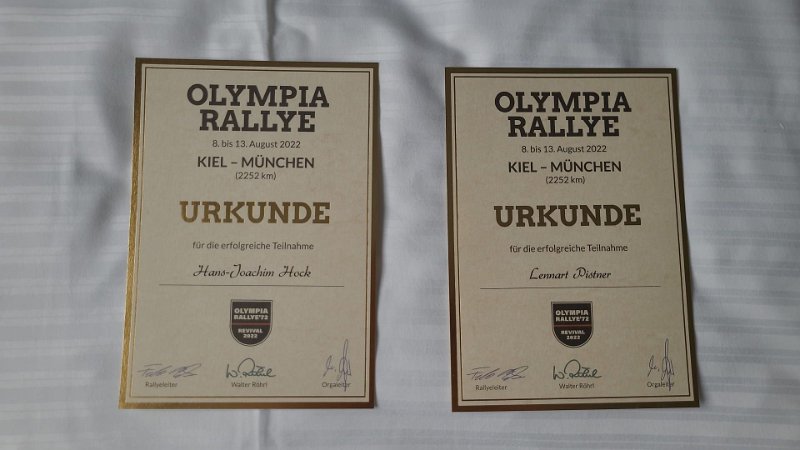 OLYMPIA
RALLYE
8. bis 13. August 2022
KIEL – MÜNCHEN
(2252 km)
URKUNDE
für die erfolgreiche Teilnahme
Hans-Joachim Hock
OLYMPIA
RALLYE'72
REVIVAL
2022
Rallyeleiter
W. Röhrl
Walter Röhrl
Orgaleiter
OLYMPIA
RALLYE
8. bis 13. August 2022
KIEL – MÜNCHEN
(2252 km)
URKUNDE
für die erfolgreiche Teilnahme
Lennart Pistner
OLYMPIA
RALLYE'72
REVIVAL
2022
Rallyeleiter
W. Röhrl
Walter Röhrl
Orgaleiter